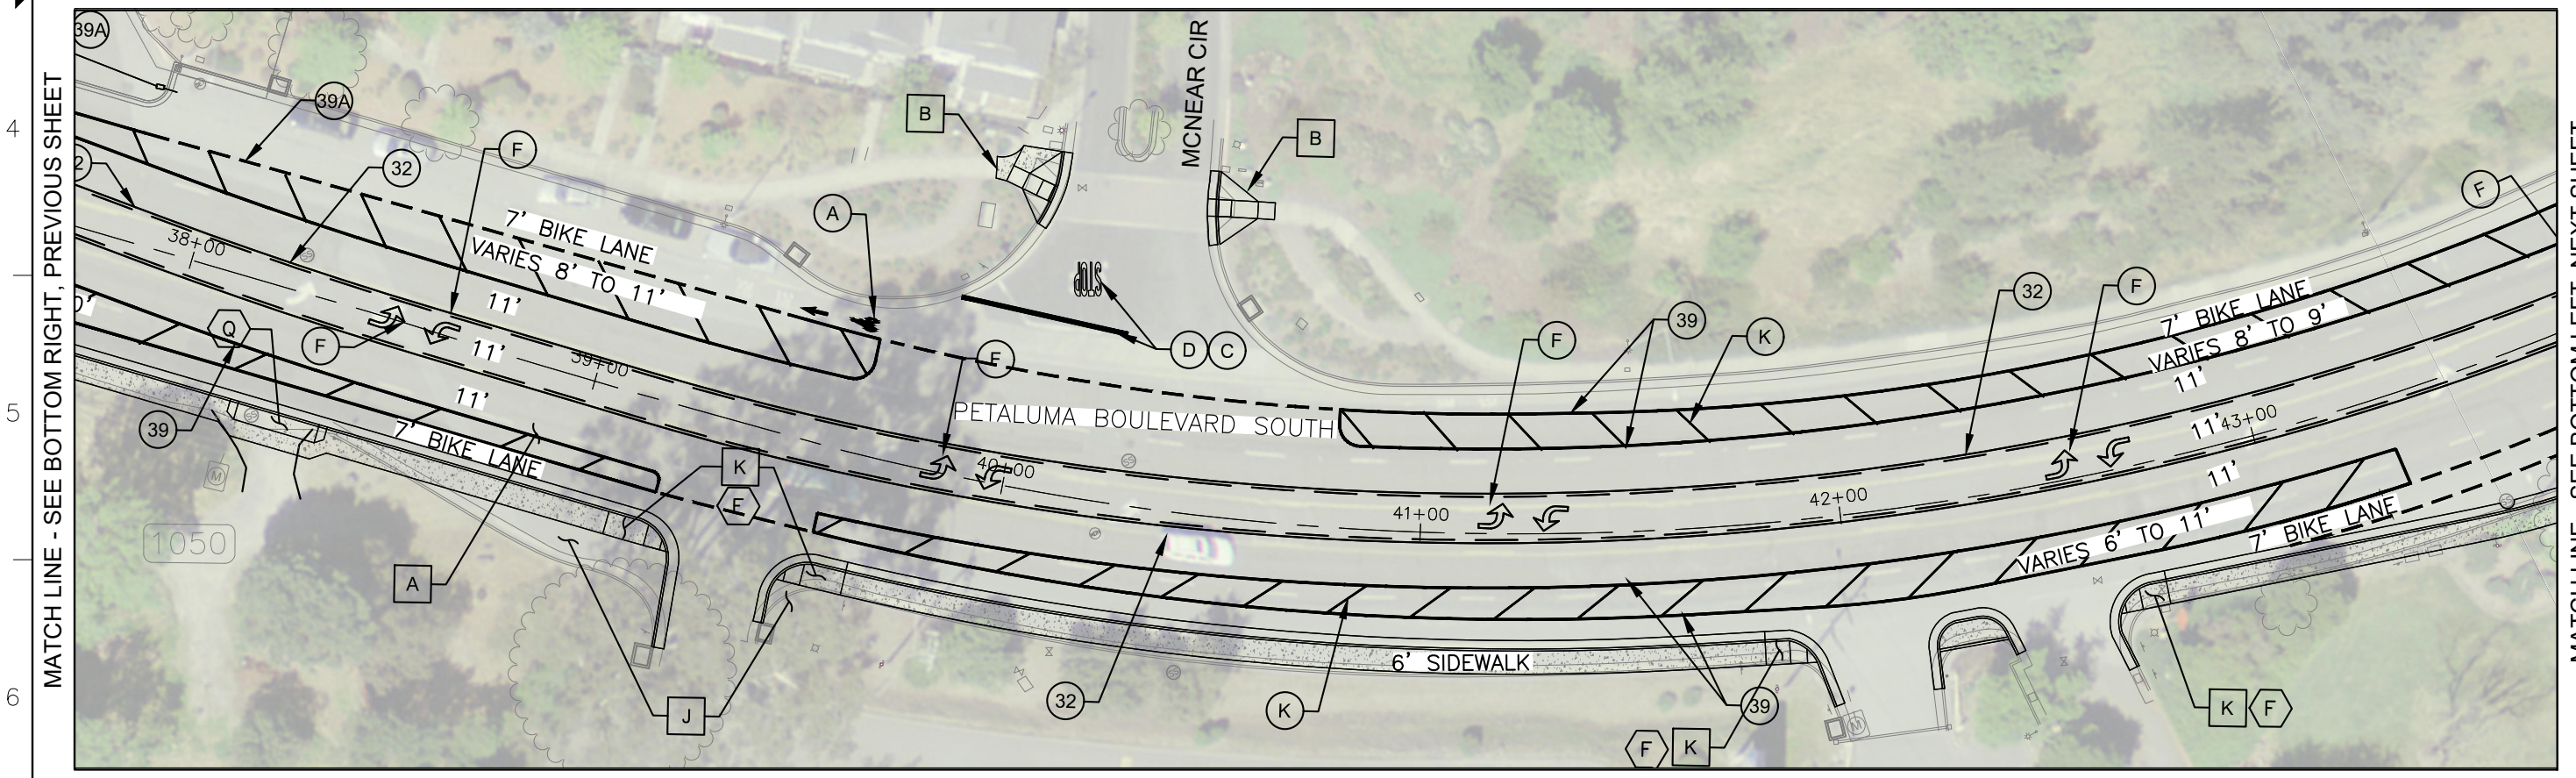 39A
39A
F
32
2
38+00
7' BIKE LANE
VARIES 8' TO 11'
A
B
MCNEAR CIR
B
STOP
D C
F
39
K
32
F
F
7' BIKE LANE
VARIES 8' TO 9'
11'
11'
43+00
11'
MATCH LINE - SEE BOTTOM RIGHT, PREVIOUS SHEET
4
5
6
0'
Q
F
11'
11'
39+00
11'
39
7' BIKE LANE
PETALUMA BOULEVARD SOUTH
F
40+00
41+00
42+00
K
F
1050
M
A
J
32
K
6' SIDEWALK
39
F K
M
VARIES 6' TO 11'
7' BIKE LANE
K F